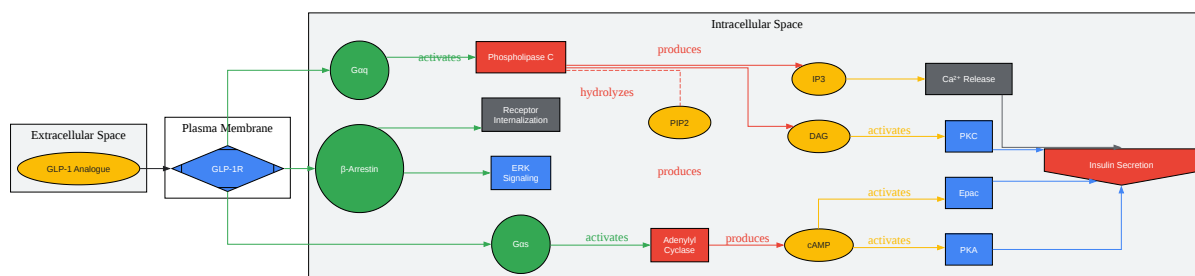 Intracellular Space
Extracellular Space
GLP-1 Analogue
Plasma Membrane
GLP-1R
Gαq
activates
Phospholipase C
produces
hydrolyzes
IP3
Ca²⁺ Release
Receptor
Internalization
PIP2
DAG
activates
PKC
β-Arrestin
ERK
Signaling
produces
Insulin Secretion
activates
Epac
Gαs
activates
Adenylyl
Cyclase
produces
cAMP
activates
PKA